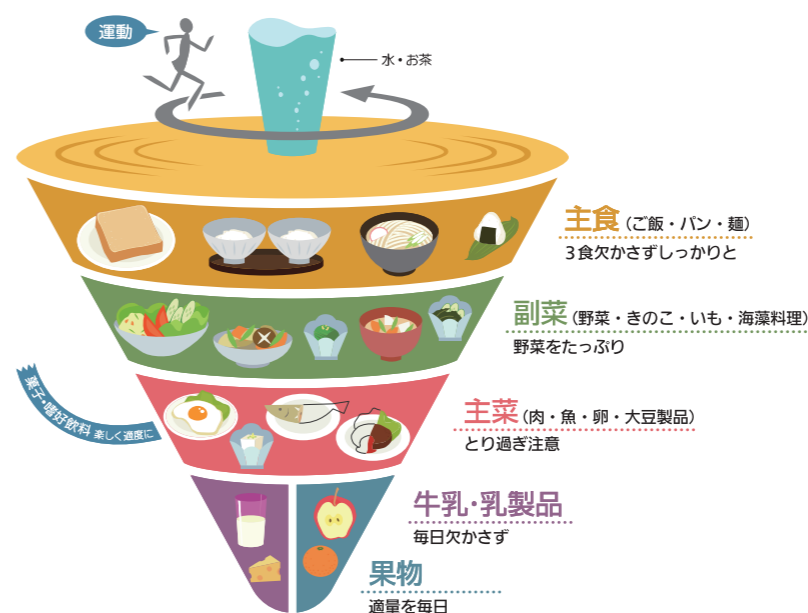 運動
水・お茶
主食(ご飯・パン・麺)
3食欠かさずしっかりと
副菜(野菜・きのこ・いも・海藻料理)
野菜をたっぷり
菓子・嗜好飲料 楽しく適度に
主菜(肉・魚・卵・大豆製品)
とり過ぎ注意
牛乳・乳製品
毎日欠かさず
果物
適量を毎日